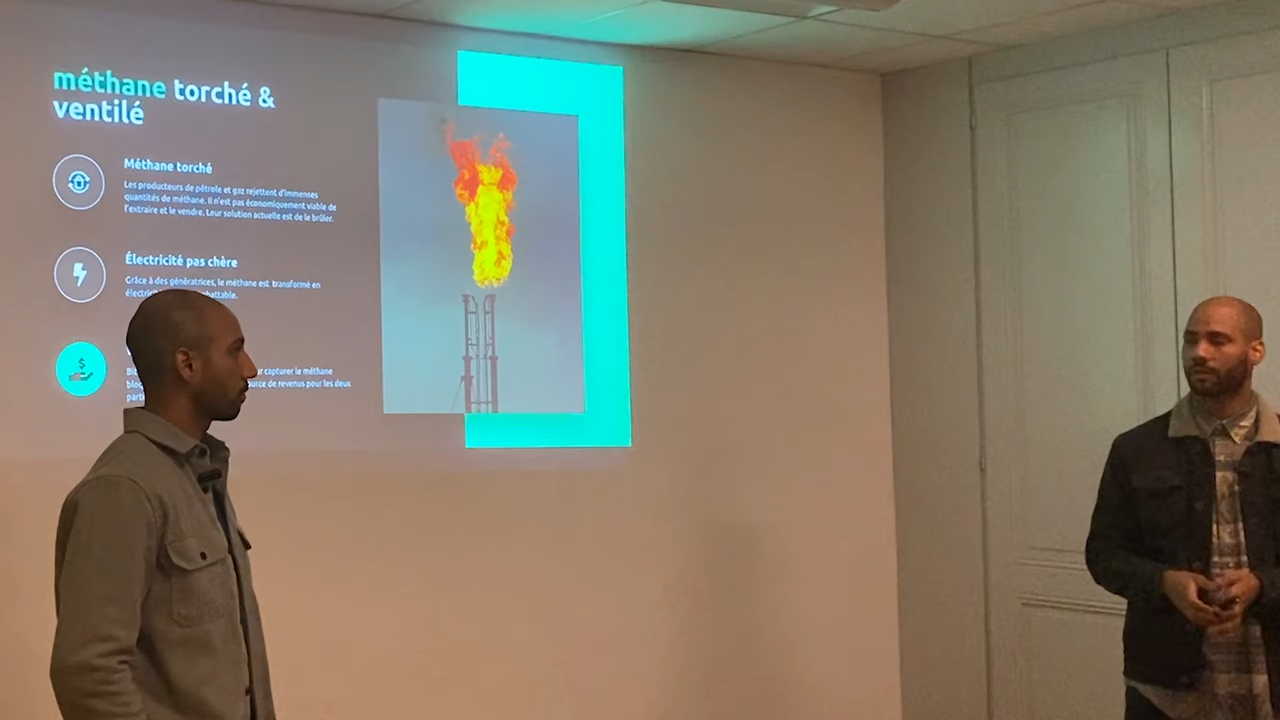 méthane torché &
ventilé
Méthane torché
Les producteurs de pétrole et gaz rejettent d'immenses
quantités de méthane. Il n'est pas économiquement viable de
l'extraire et le vendre. Leur solution actuelle est de le brûler.
Électricité pas chère
Grâce à des génératrices, le méthane est transformé en
$
capturer le méthane
de revenus pour les deux